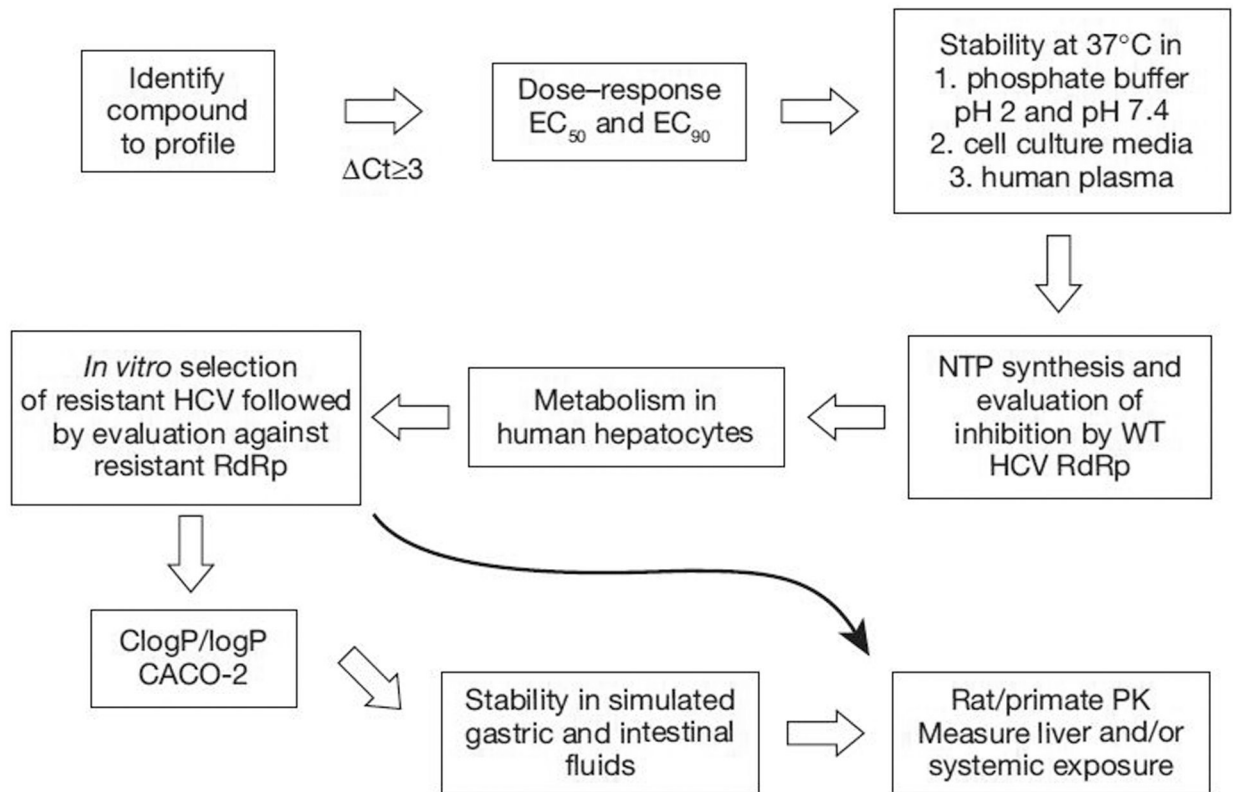 Identify
compound
to profile
ΔCt≥3
Dose–response
EC50 and EC90
Stability at 37°C in
1. phosphate buffer
pH 2 and pH 7.4
2. cell culture media
3. human plasma
NTP synthesis and
evaluation of
inhibition by WT
HCV RdRp
Metabolism in
human hepatocytes
In vitro selection
of resistant HCV followed
by evaluation against
resistant RdRp
ClogP/logP
CACO-2
Stability in simulated
gastric and intestinal
fluids
Rat/primate PK
Measure liver and/or
systemic exposure